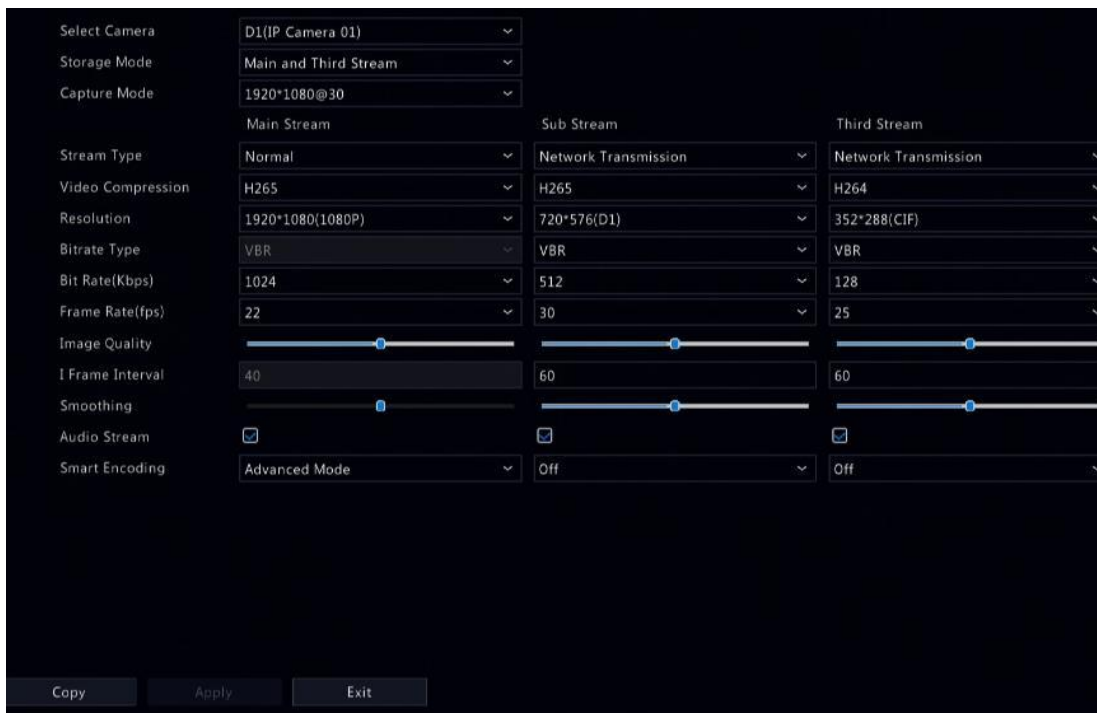 Select Camera D1(IP Camera 01)
Storage Mode Main and Third Stream
Capture Mode 1920*1080@30
Main Stream Sub Stream Third Stream
Stream Type Normal Network Transmission Network Transmission
Video Compression H265 H265 H264
Resolution 1920*1080(1080P) 720*576(D1) 352*288(CIF)
Bitrate Type VBR VBR VBR
Bit Rate(Kbps) 1024 512 128
Frame Rate(fps) 22 30 25
Image Quality
I Frame Interval 40 60 60
Smoothing
Audio Stream
Smart Encoding Advanced Mode Off Off
Copy Apply Exit